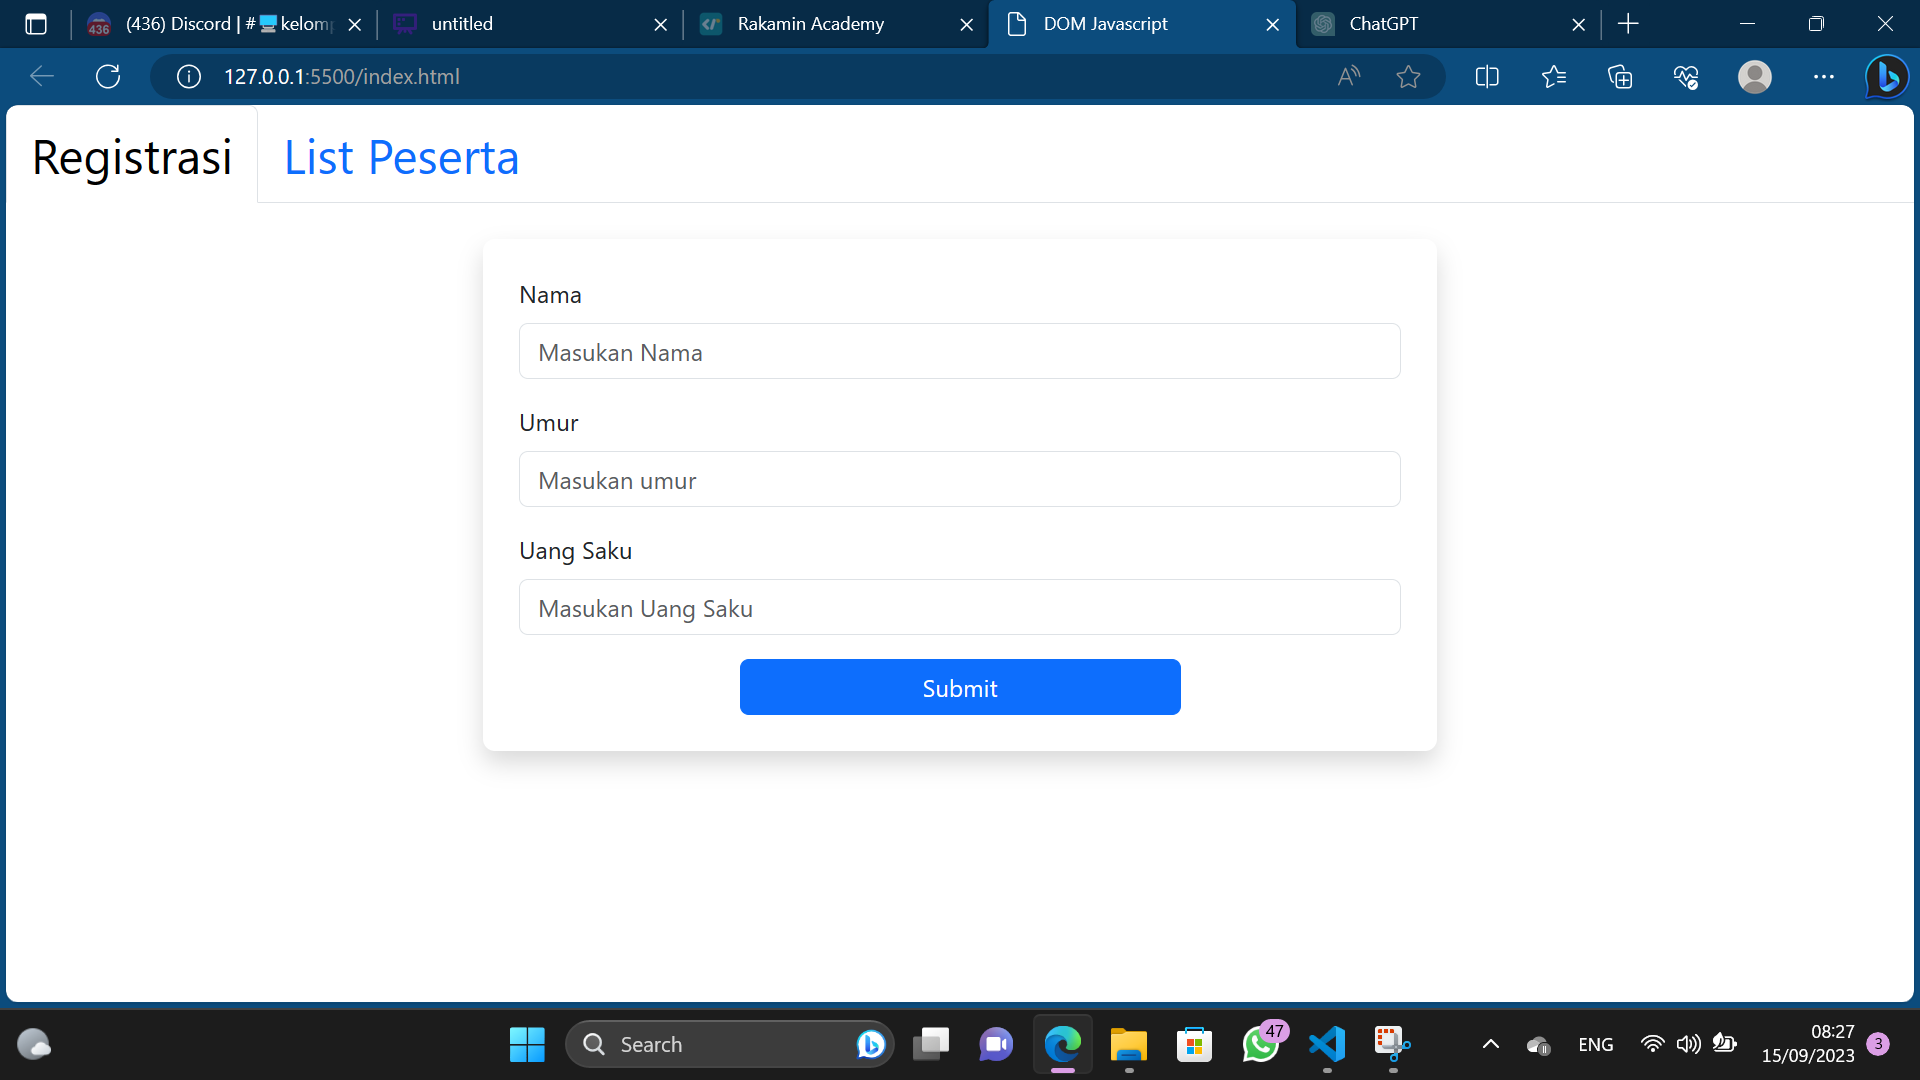 436
(436) Discord | #🖥️kelom
untitled
Rakamin Academy
DOM Javascript
ChatGPT
127.0.0.1:5500/index.html
Registrasi
List Peserta
Nama
Masukan Nama
Umur
Masukan umur
Uang Saku
Masukan Uang Saku
Submit
Search
47
ENG
08:27
15/09/2023
3